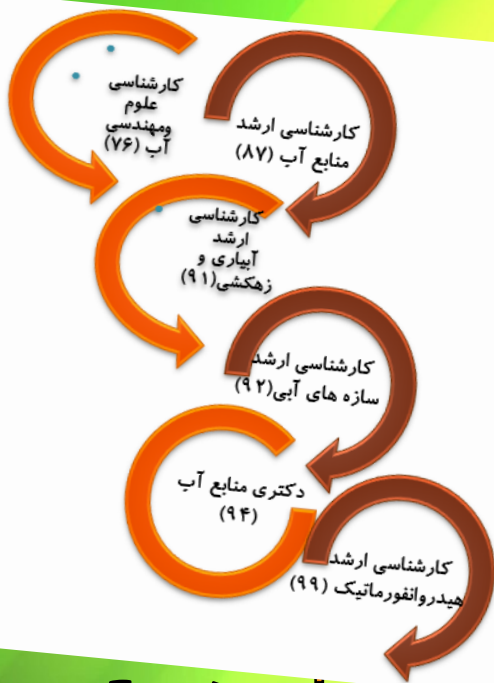 کارشناسی
علوم
ومهندسی
آب (۷۶)
کارشناسی ارشد
منابع آب (۸۷)
کارشناسی
ارشد
آبیاری و
زهکشی(۹۱)
کارشناسی ارشد
سازه های آبی(۹۲)
دکتری منابع آب
(۹۴)
کارشناسی ارشد
هیدروانفورماتیک (۹۹)